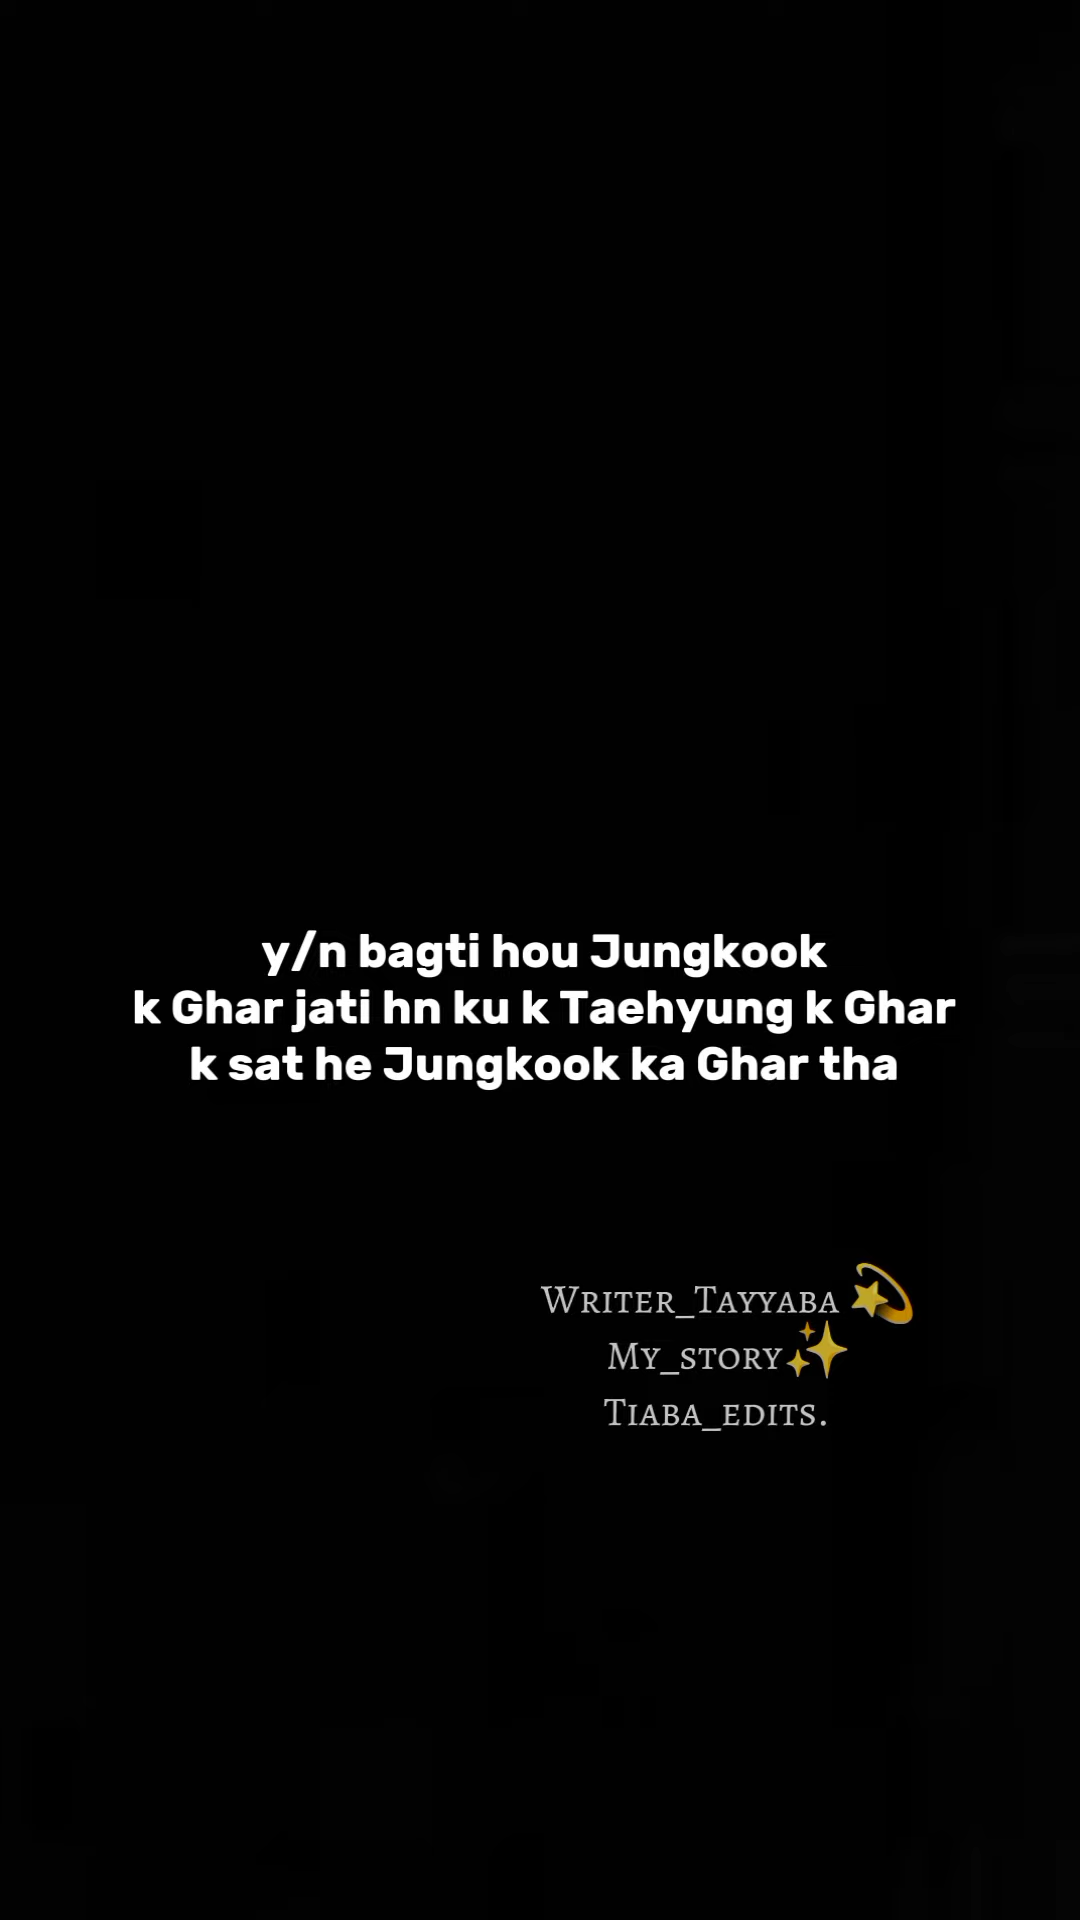 y/n bagti hou Jungkook
k Ghar jati hn ku k Taehyung k Ghar
k sat he Jungkook ka Ghar tha
Writer_Tayyaba 💫
My_story✨
Tiaba_edits.